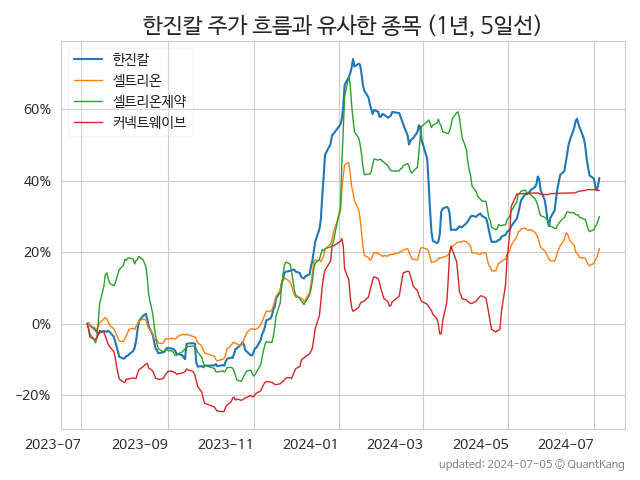 한진칼 주가 흐름과 유사한 종목 (1년, 5일선)
한진칼
셀트리온
셀트리온제약
커넥트웨이브
60%
40%
20%
0%
−20%
2023-07
2023-09
2023-11
2024-01
2024-03
2024-05
2024-07
updated: 2024-07-05 © QuantKang